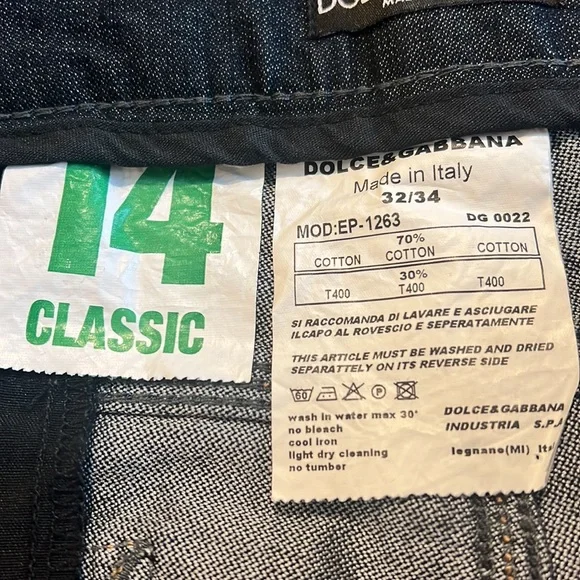 14
CLASSIC
DOLCE&GABBANA
Made in Italy
32/34
MOD:EP-1263 DG 0022
70%
COTTON COTTON COTTON
30%
T400 T400 T400
SI RACCOMANDA DI LAVARE E ASCIUGARE
ILCAPO AL ROVESCIO E SEPERATAMENTE
THIS ARTICLE MUST BE WASHED AND DRIED
SEPARATTELY ON ITS REVERSE SIDE
60 P
wash in water max 30°
no bleach
cool iron
light dry cleaning
no tumber
DOLCE&GABBANA
INDUSTRIA S.P.A
legnano(MI)